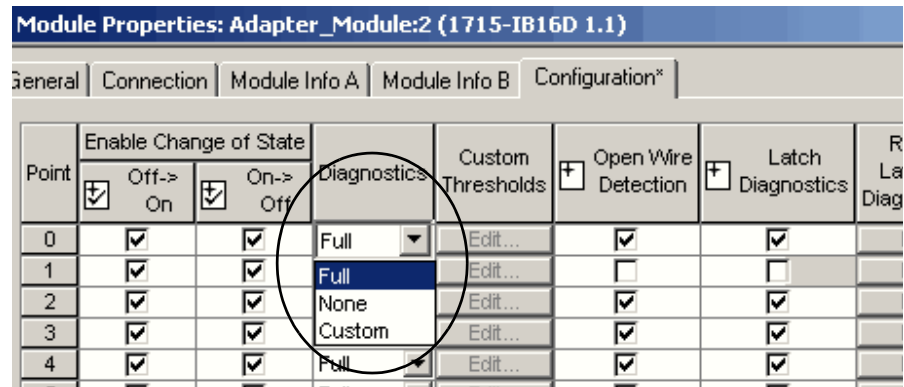 Module Properties: Adapter_Module:2 (1715-IB16D 1.1)
General Connection Module Info A Module Info B Configuration*
Point Enable Change of State Diagnostics Custom Thresholds Open Wire Detection Latch Diagnostics
Off-> On On-> Off
0 Full Edit...
1 Full Edit...
2 None Edit...
3 Custom Edit...
4 Full Edit...